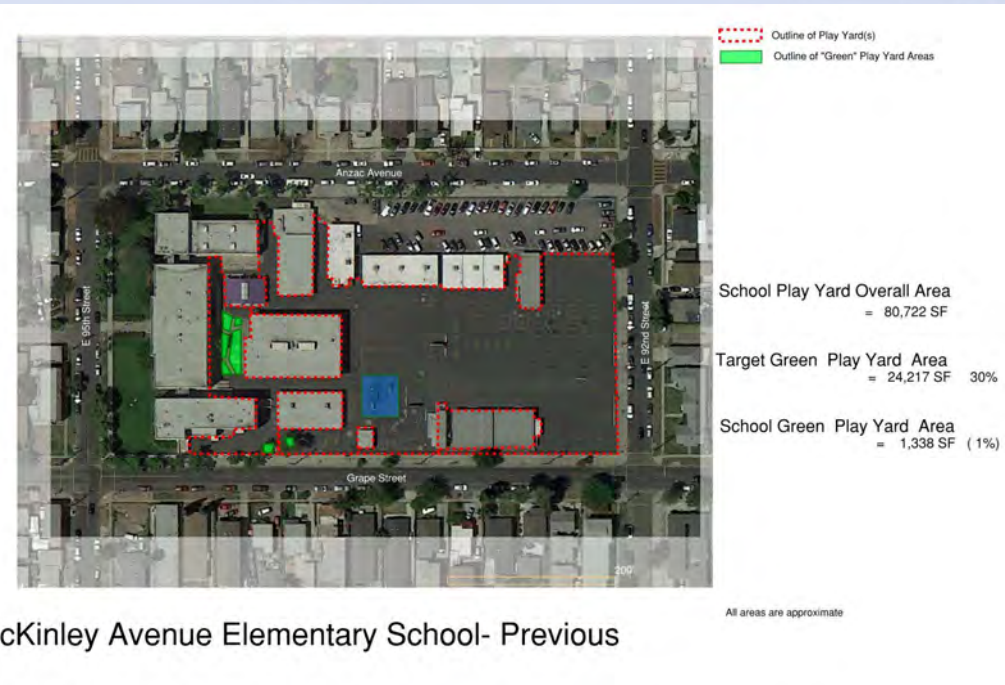 Outline of Play Yard(s)
Outline of "Green" Play Yard Areas
Anzac Avenue
E 95th Street
E 92nd Street
Grape Street
200'
School Play Yard Overall Area
= 80,722 SF
Target Green Play Yard Area
= 24,217 SF 30%
School Green Play Yard Area
= 1,338 SF ( 1%)
All areas are approximate
cKinley Avenue Elementary School- Previous